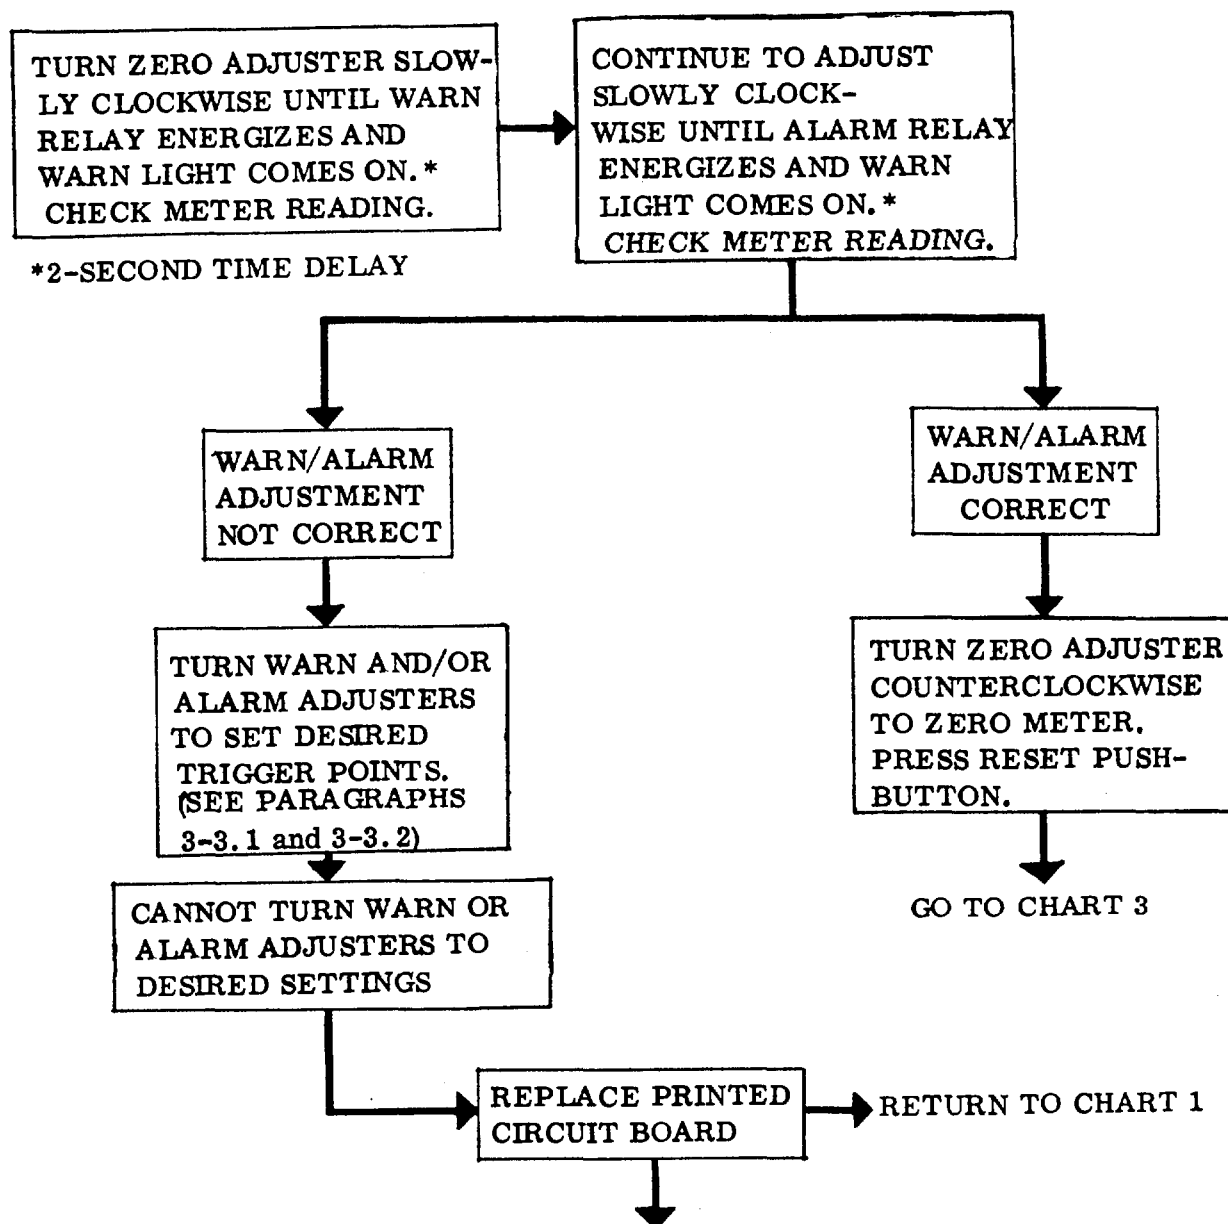 TURN ZERO ADJUSTER SLOW-
LY CLOCKWISE UNTIL WARN
RELAY ENERGIZES AND
WARN LIGHT COMES ON.*
CHECK METER READING.
*2-SECOND TIME DELAY
CONTINUE TO ADJUST
SLOWLY CLOCK-
WISE UNTIL ALARM RELAY
ENERGIZES AND WARN
LIGHT COMES ON.*
CHECK METER READING.
WARN/ALARM
ADJUSTMENT
NOT CORRECT
WARN/ALARM
ADJUSTMENT
CORRECT
TURN WARN AND/OR
ALARM ADJUSTERS
TO SET DESIRED
TRIGGER POINTS.
(SEE PARAGRAPHS
3-3.1 and 3-3.2)
TURN ZERO ADJUSTER
COUNTERCLOCKWISE
TO ZERO METER.
PRESS RESET PUSH-
BUTTON.
CANNOT TURN WARN OR
ALARM ADJUSTERS TO
DESIRED SETTINGS
GO TO CHART 3
REPLACE PRINTED
CIRCUIT BOARD
RETURN TO CHART 1